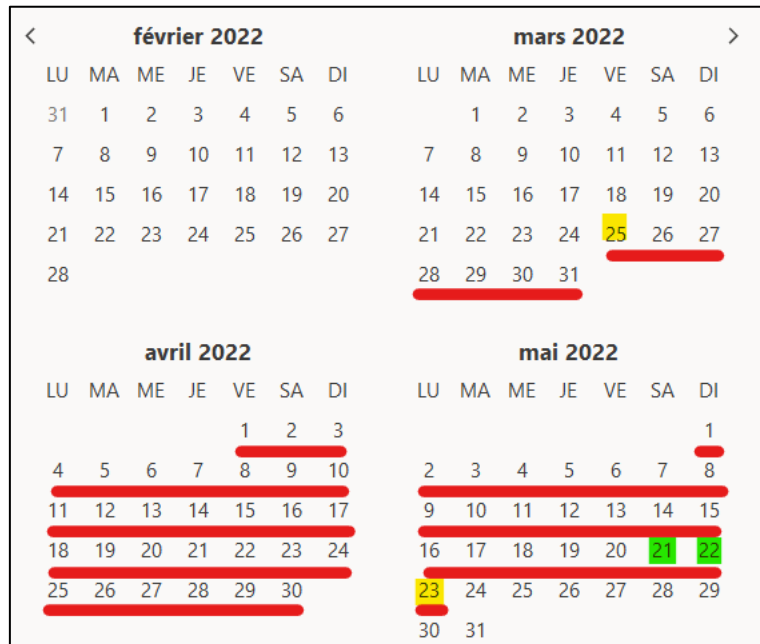 < février 2022
LU MA ME JE VE SA DI
31 1 2 3 4 5 6
7 8 9 10 11 12 13
14 15 16 17 18 19 20
21 22 23 24 25 26 27
28
mars 2022 >
LU MA ME JE VE SA DI
1 2 3 4 5 6
7 8 9 10 11 12 13
14 15 16 17 18 19 20
21 22 23 24 25 26 27
28 29 30 31
avril 2022
LU MA ME JE VE SA DI
1 2 3
4 5 6 7 8 9 10
11 12 13 14 15 16 17
18 19 20 21 22 23 24
25 26 27 28 29 30
mai 2022
LU MA ME JE VE SA DI
1
2 3 4 5 6 7 8
9 10 11 12 13 14 15
16 17 18 19 20 21 22
23 24 25 26 27 28 29
30 31